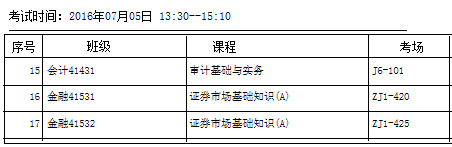 考试时间：2016年07月05日 13:30--15:10
序号 班级 课程 考场
15 会计41431 审计基础与实务 J6-101
16 金融41531 证券市场基础知识(A) ZJ1-420
17 金融41532 证券市场基础知识(A) ZJ1-425